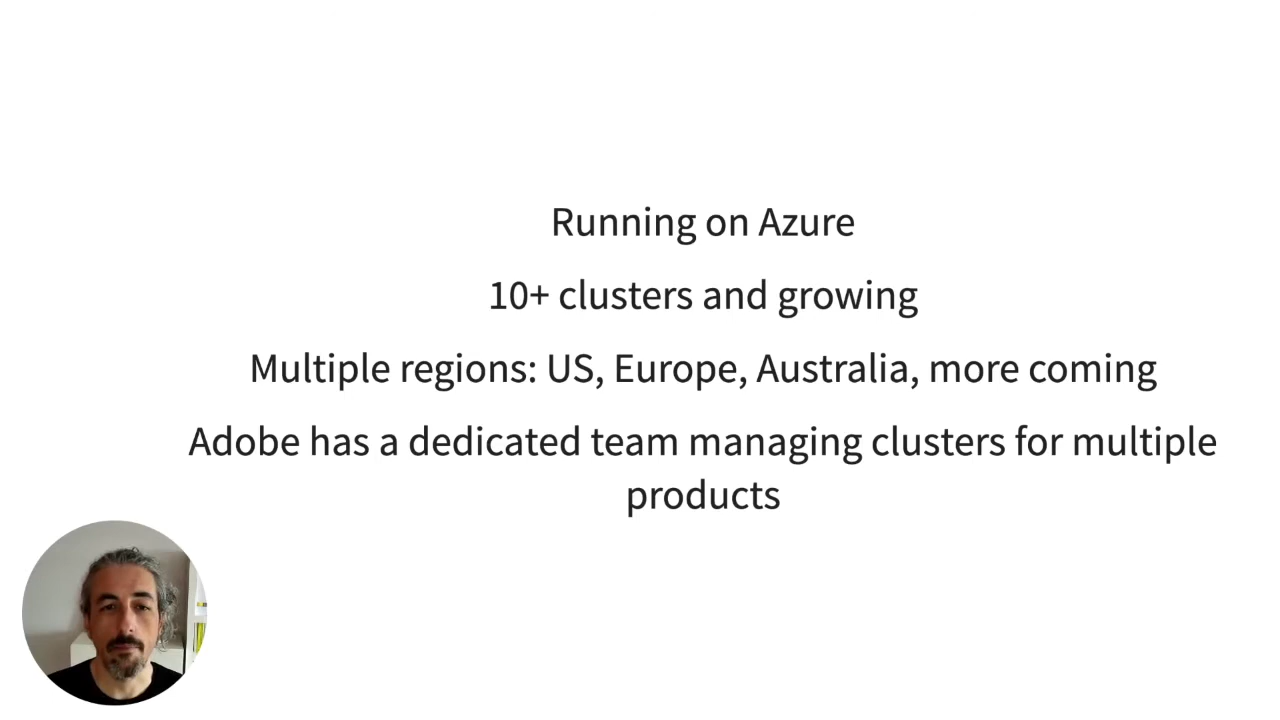 Running on Azure
10+ clusters and growing
Multiple regions: US, Europe, Australia, more coming
Adobe has a dedicated team managing clusters for multiple
products